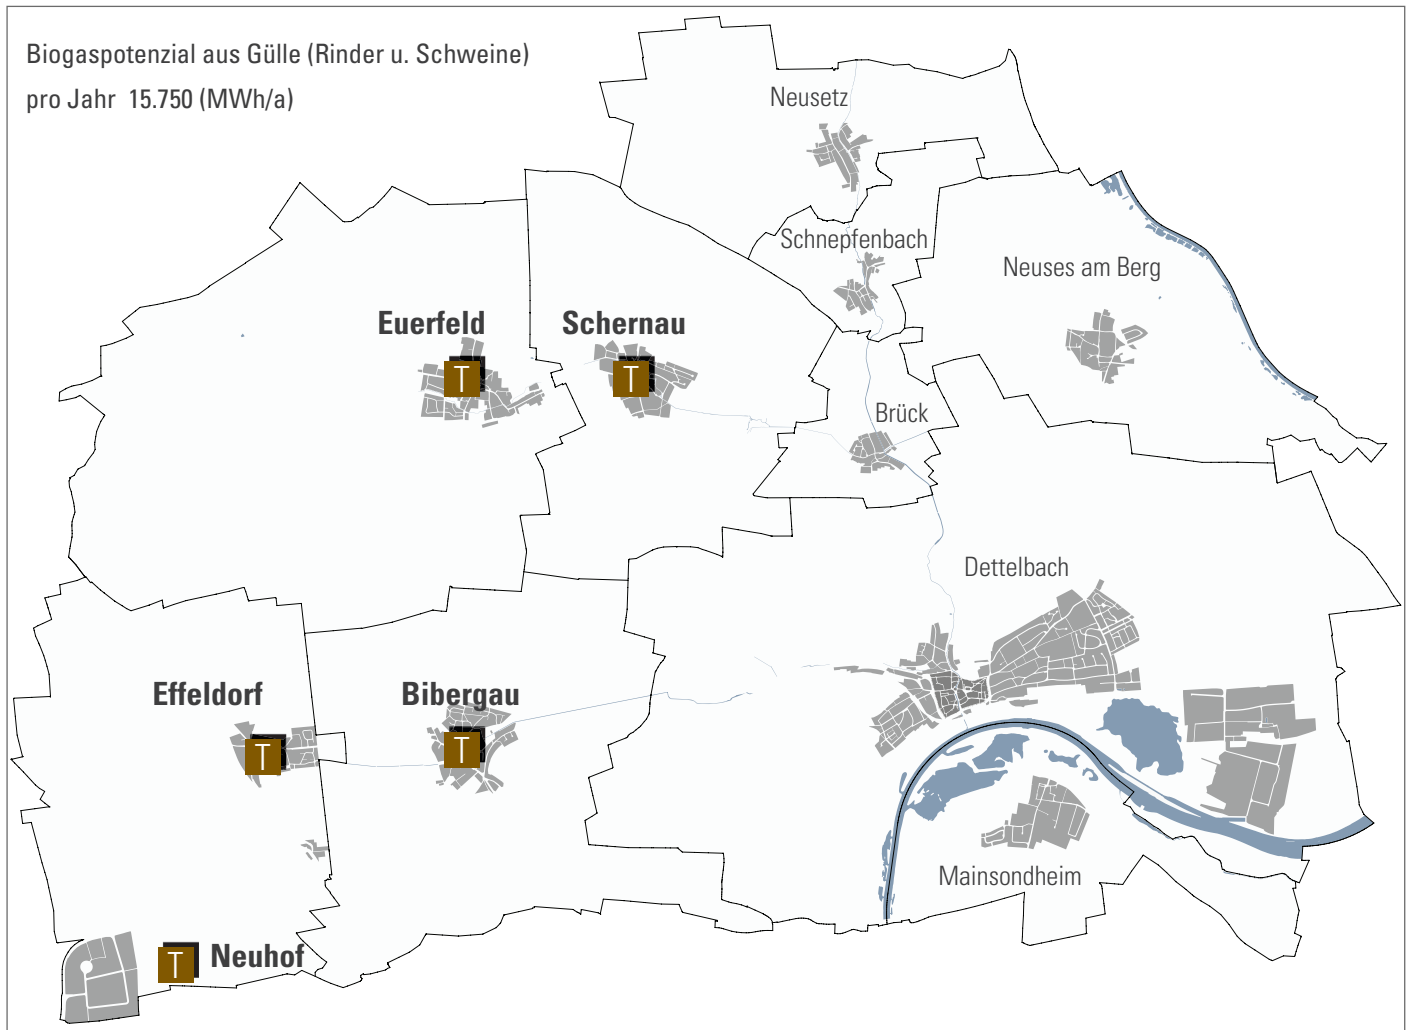 Biogaspotenzial aus Gülle (Rinder u. Schweine)
pro Jahr 15.750 (MWh/a)
Neusetz
Schnepfenbach
Neuses am Berg
Euerfeld
Schernau
T
T
Brück
Dettelbach
Effeldorf
Bibergau
T
T
Mainsondheim
T
Neuhof